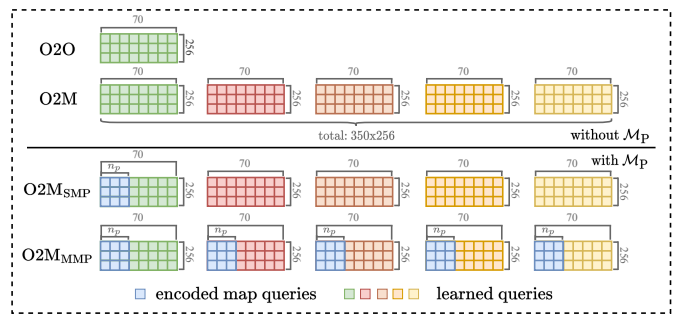 70
O2O
256
70 70 70 70 70
O2M
256 256 256 256 256
total: 350x256
without M_P
with M_P
70
n_p 70 70 70 70
O2M_SMP
256 256 256 256 256
70 70 70 70 70
n_p n_p n_p n_p n_p
O2M_MMP
256 256 256 256 256
encoded map queries learned queries